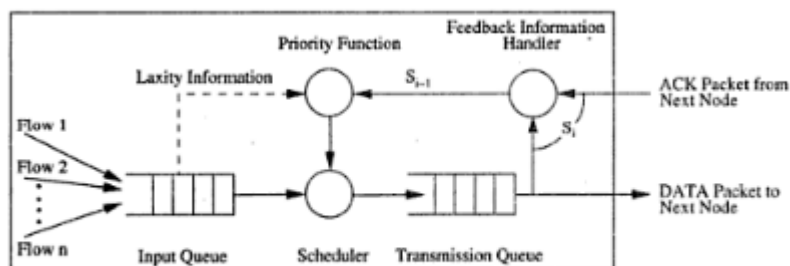 Feedback Information
Handler
Priority Function
Laxity Information
S_{i-1}
ACK Packet from
Next Node
S_i
Flow 1
Flow 2
Flow n
DATA Packet to
Next Node
Input Queue
Scheduler
Transmission Queue